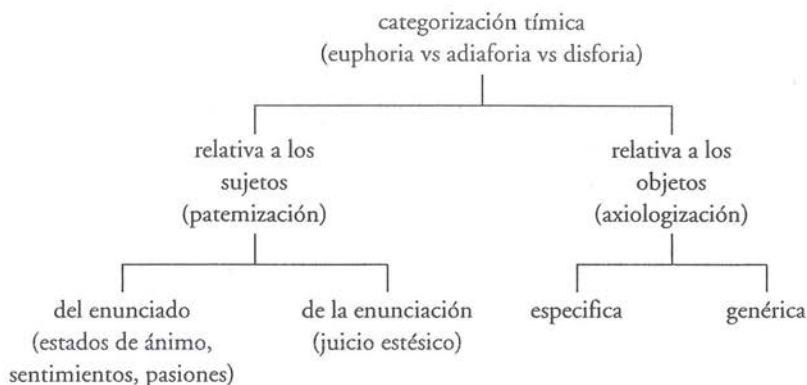 categorización tímica
(euphoria vs adiaforia vs disforia)
relativa a los
sujetos
(patemización)
relativa a los
objetos
(axiologización)
del enunciado
(estados de ánimo,
sentimientos, pasiones)
de la enunciación
(juicio estésico)
especifica
genérica